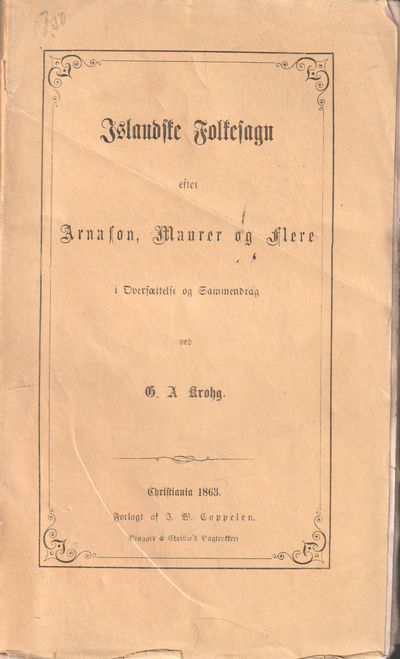 Islandske Folkesagn
efter
Arnason, Maurer og Flere
i Oversættelse og Sammendrag
ved
G. A Krohg.
Christiania 1863.
Forlagt af J. W. Cappelen.
Brøgger & Christie's Bogtrykkeri